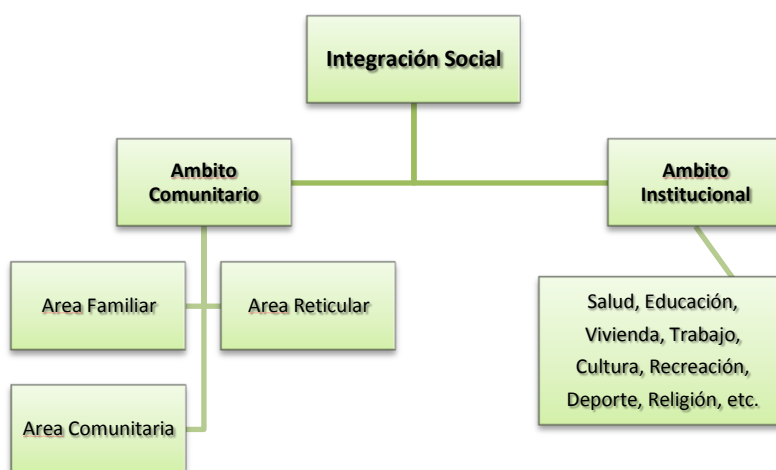 Integración Social
Ambito
Comunitario
Ambito
Institucional
Area Familiar
Area Reticular
Area Comunitaria
Salud, Educación,
Vivienda, Trabajo,
Cultura, Recreación,
Deporte, Religión, etc.